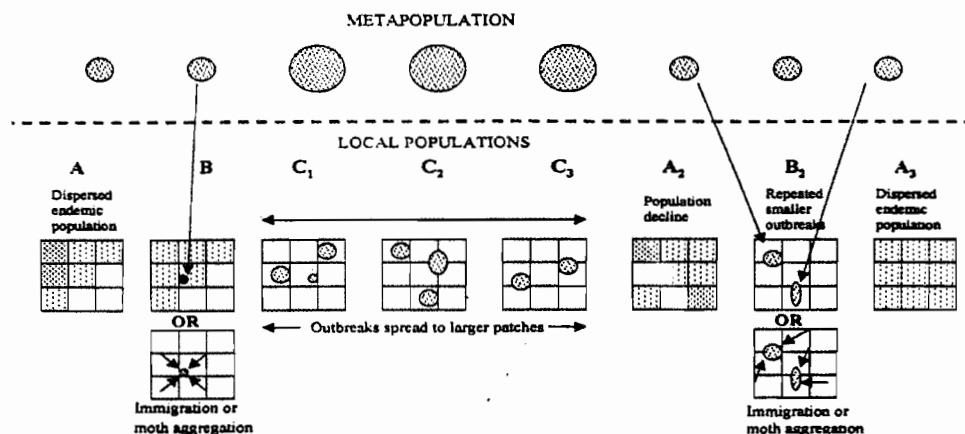 METAPOPULATION
LOCAL POPULATIONS
A B C1 C2 C3 A2 B2 A3
Dispersed
endemic
population
Population
decline
Repeated
smaller
outbreaks
Dispersed
endemic
population
OR
Outbreaks spread to larger patches
OR
Immigration or
moth aggregation
Immigration or
moth aggregation